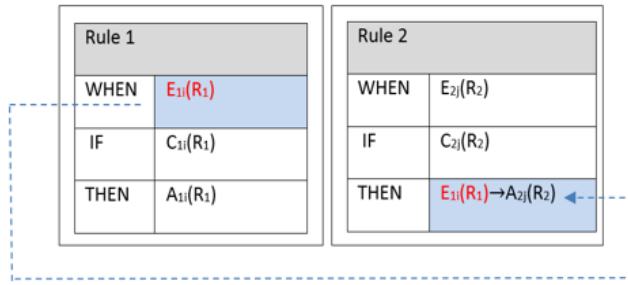 Rule 1
WHEN E₁ᵢ(R₁)
IF C₁ᵢ(R₁)
THEN A₁ᵢ(R₁)
Rule 2
WHEN E₂ⱼ(R₂)
IF C₂ⱼ(R₂)
THEN E₁ᵢ(R₁)→A₂ⱼ(R₂)